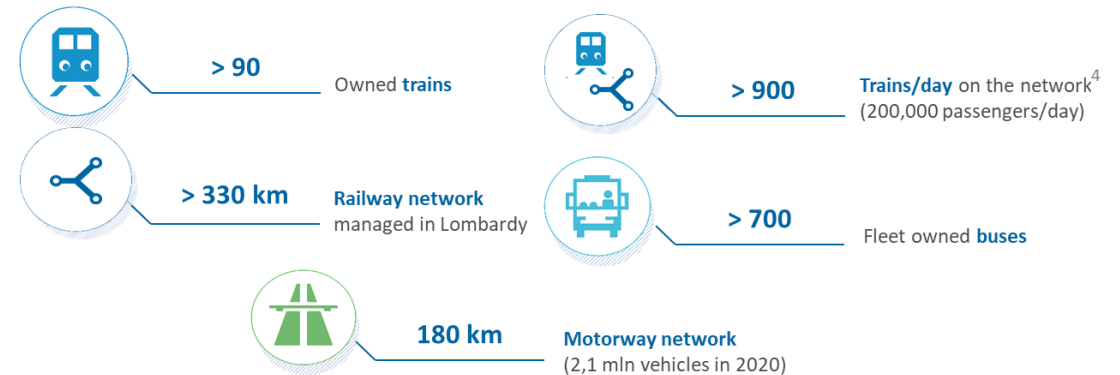 > 90
Owned trains
> 900
Trains/day on the network4
(200,000 passengers/day)
> 330 km
Railway network
managed in Lombardy
> 700
Fleet owned buses
180 km
Motorway network
(2,1 mln vehicles in 2020)